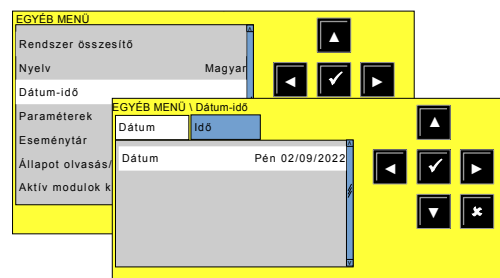 EGYÉB MENÜ
Rendszer összesítő
Nyelv Magyar
Dátum-idő
Paraméterek
Eseménytár
Állapot olvasás/
Aktív modulok k
EGYÉB MENÜ \ Dátum-idő
Dátum Idő
Dátum Pén 02/09/2022